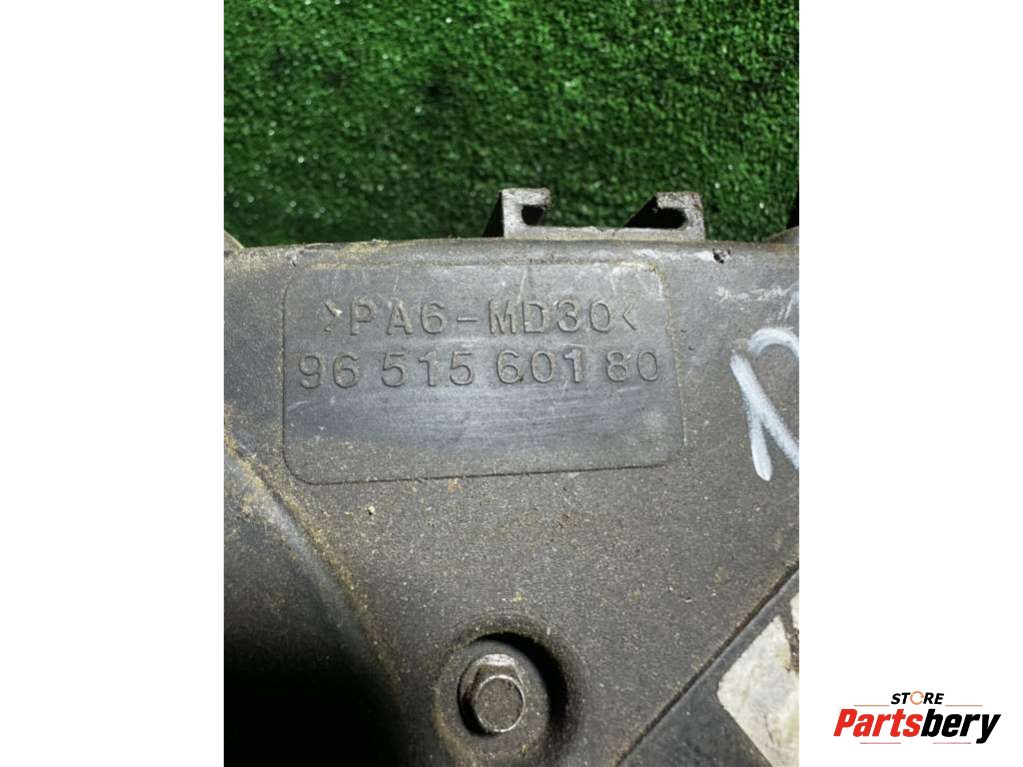 >PA6-MD30<
96 515 601 80
STORE
Partsbery